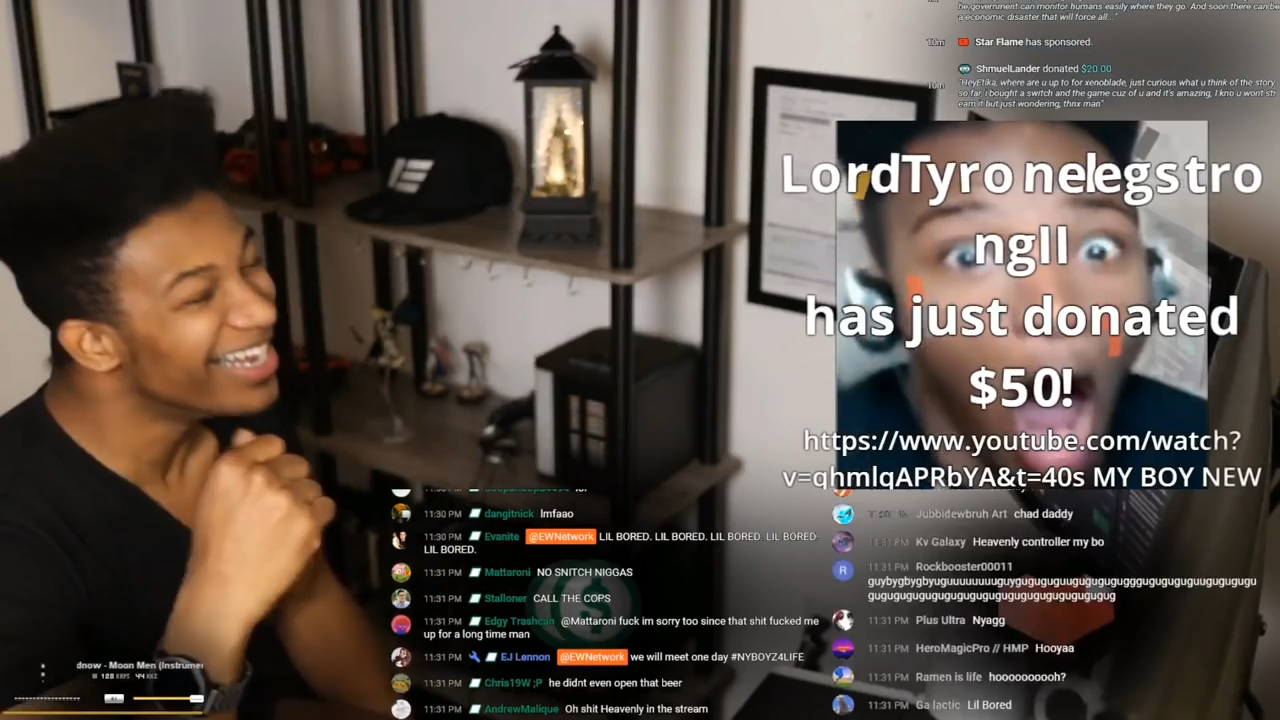 he government can monitor humans easily where they go. And soon there can be
a economic disaster that will force all..."
10m Star Flame has sponsored.
ShmuelLander donated $20.00
10m "HeyEtika, where are u up to for xenoblade, just curious what u think of the story
so far, i bought a switch and the game cuz of u and it's amazing, I kno u wont str
eam it but just wondering, thnx man"
LordTyronelegstro
ngII
has just donated
$50!
https://www.youtube.com/watch?
v=qhmlqAPRbYA&t=40s MY BOY NEW
dangitnick lmfaao
11:30 PM Evanite @EWNetwork LIL BORED. LIL BORED. LIL BORED. LIL BORED.
LIL BORED.
11:31 PM Mattaroni NO SNITCH NIGGAS
11:31 PM Stalloner CALL THE COPS
11:31 PM Edgy Trashcan @Mattaroni fuck im sorry too since that shit fucked me
up for a long time man
11:31 PM EJ Lennon @EWNetwork we will meet one day #NYBOYZ4LIFE
11:31 PM Chris19W ;P he didnt even open that beer
11:31 PM AndrewMalique Oh shit Heavenly in the stream
Jubbidewbruh Art chad daddy
11:31 PM Kv Galaxy Heavenly controller my bo
R 11:31 PM Rockbooster00011
11:31 PM Plus Ultra Nyagg
11:31 PM HeroMagicPro // HMP Hooyaa
11:31 PM Ramen is life hoooooooooh?
11:31 PM Ga lactic Lil Bored
dnow - Moon Men (Instrumer
128 KBPS 44 KHZ